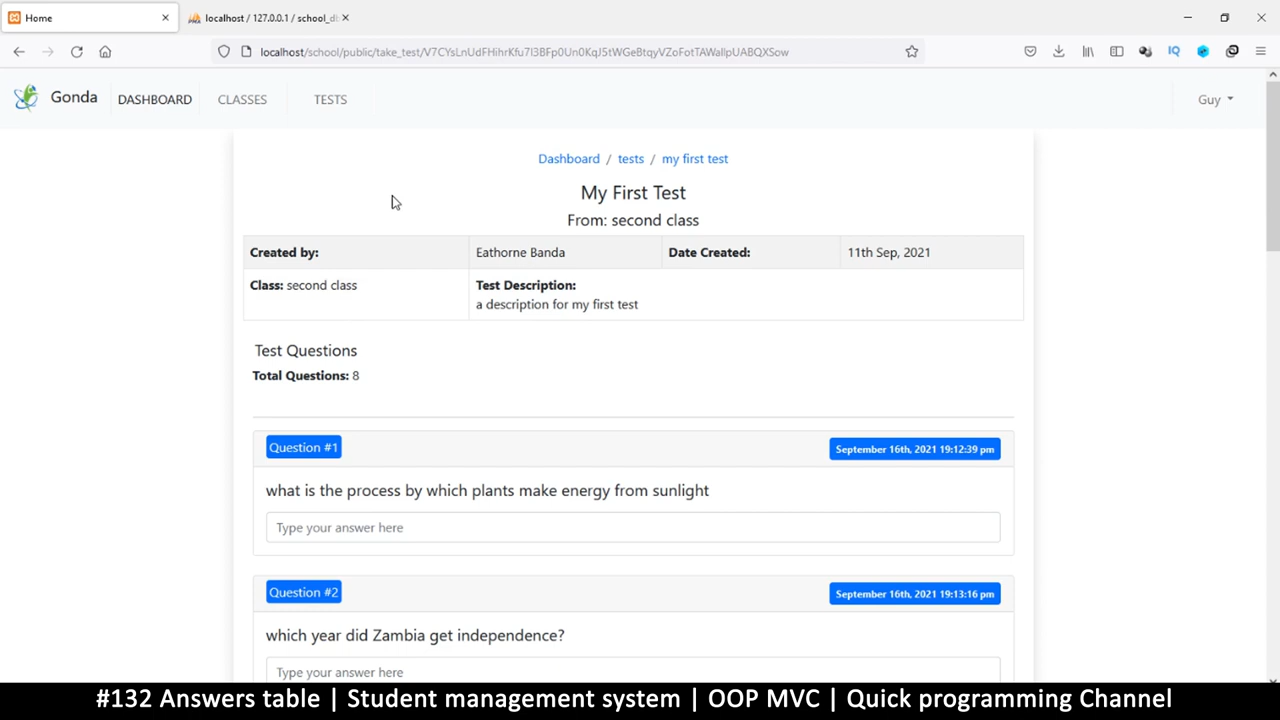 Home
localhost / 127.0.0.1 / school_d
localhost/school/public/take_test/V7CYsLnUdFHihrKfu7l3BFp0Un0KqJ5tWGeBtqyVZoFotTAWallpUABQXSow
IQ
Gonda
DASHBOARD
CLASSES
TESTS
Guy
Dashboard / tests / my first test
My First Test
From: second class
Created by: Eathorne Banda Date Created: 11th Sep, 2021
Class: second class Test Description:
a description for my first test
Test Questions
Total Questions: 8
Question #1 September 16th, 2021 19:12:39 pm
what is the process by which plants make energy from sunlight
Type your answer here
Question #2 September 16th, 2021 19:13:16 pm
which year did Zambia get independence?
Type your answer here
#132 Answers table | Student management system | OOP MVC | Quick programming Channel